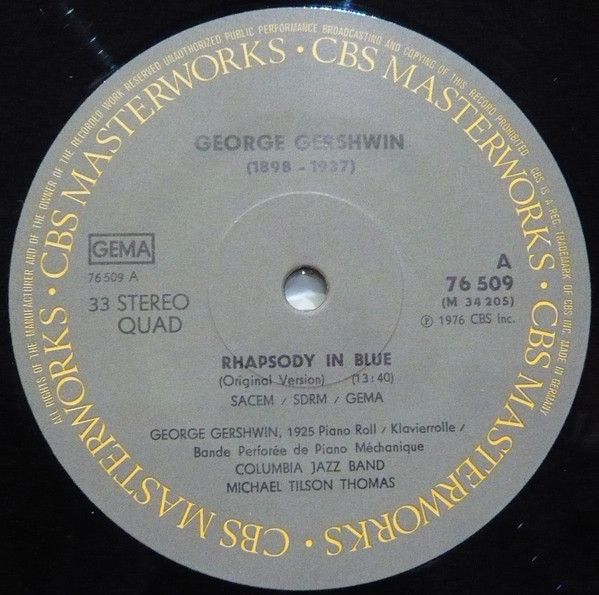 ALL RIGHTS OF THE MANUFACTURER AND OF THE OWNER OF THE RECORDED WORK RESERVED UNAUTHORIZED PUBLIC PERFORMANCE BROADCASTING AND COPYING OF THIS RECORD PROHIBITED CBS IS A REG. TRADEMARK OF CBS INC. MADE IN GERMANY
CBS MASTERWORKS • CBS MASTERWORKS • CBS MASTERWORKS • CBS MASTERWORKS •
GEORGE GERSHWIN
(1898 - 1937)
GEMA
76 509 A
33 STEREO
QUAD
A
76 509
(M 34 205)
℗ 1976 CBS Inc.
RHAPSODY IN BLUE
(Original Version) (13:40)
SACEM / SDRM / GEMA
GEORGE GERSHWIN, 1925 Piano Roll / Klavierrolle /
Bande Perforée de Piano Méchanique
COLUMBIA JAZZ BAND
MICHAEL TILSON THOMAS